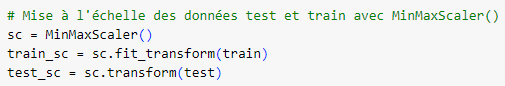 # Mise à l'échelle des données test et train avec MinMaxScaler()
sc = MinMaxScaler()
train_sc = sc.fit_transform(train)
test_sc = sc.transform(test)